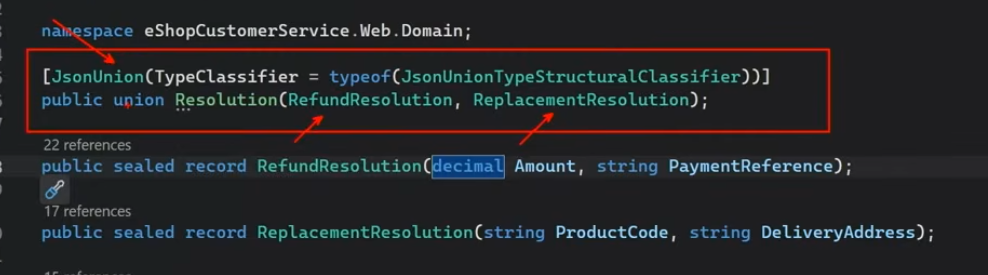 namespace eShopCustomerService.Web.Domain;
[JsonUnion(TypeClassifier = typeof(JsonUnionTypeStructuralClassifier))]
public union Resolution(RefundResolution, ReplacementResolution);
22 references
public sealed record RefundResolution(decimal Amount, string PaymentReference);
17 references
public sealed record ReplacementResolution(string ProductCode, string DeliveryAddress);